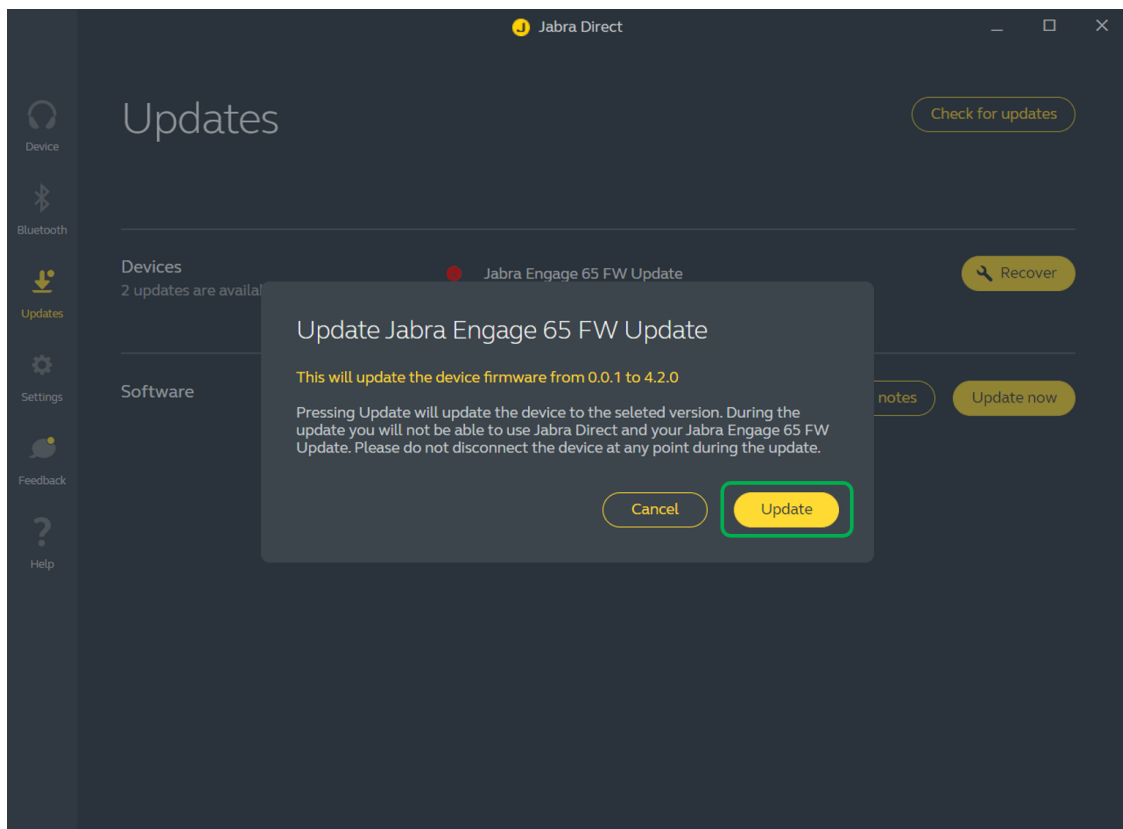 Jabra Direct
Updates
Check for updates
Device
Bluetooth
Devices
Jabra Engage 65 FW Update
Recover
2 updates are availa
Updates
Update Jabra Engage 65 FW Update
This will update the device firmware from 0.0.1 to 4.2.0
Settings
Software
notes
Update now
Pressing Update will update the device to the seleted version. During the
update you will not be able to use Jabra Direct and your Jabra Engage 65 FW
Update. Please do not disconnect the device at any point during the update.
Feedback
Cancel
Update
Help